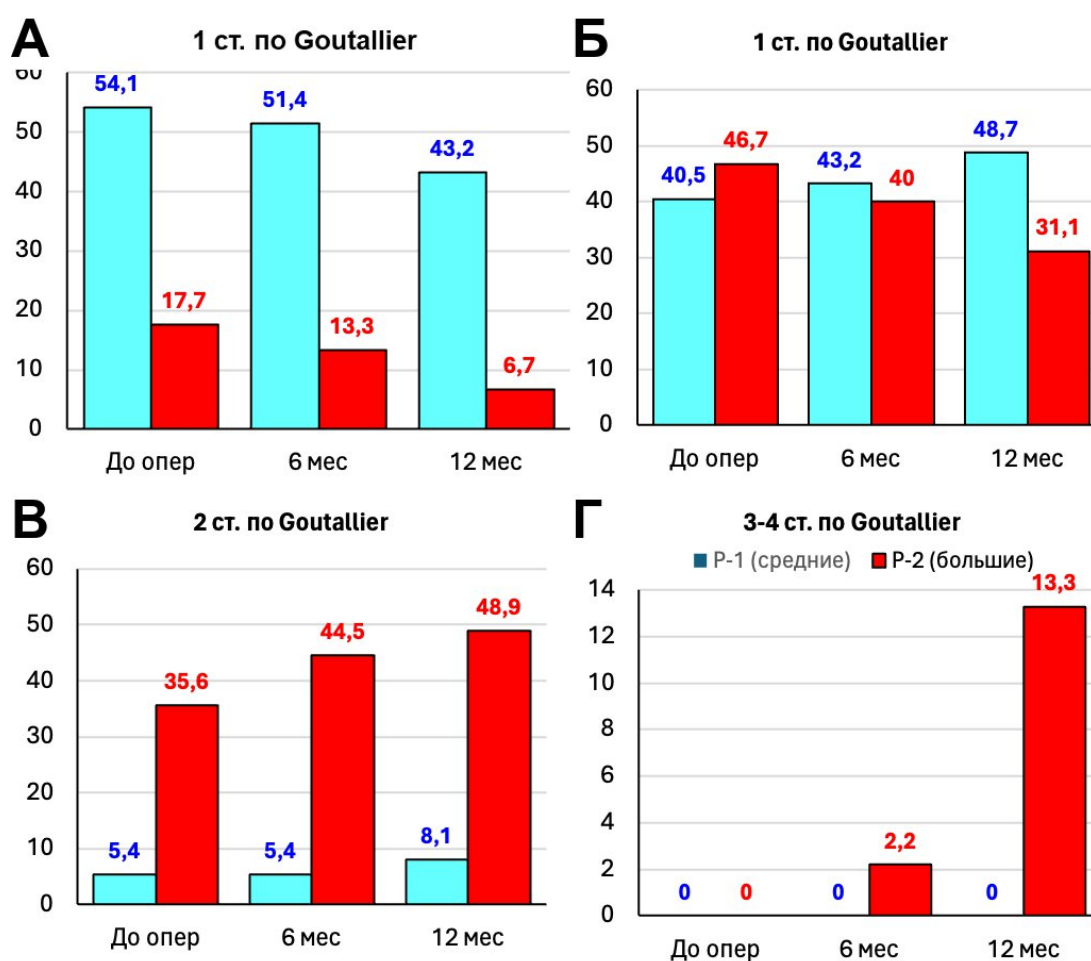 А
1 ст. по Goutallier
60
50
40
30
20
10
0
54,1
17,7
51,4
13,3
43,2
6,7
До опер
6 мес
12 мес
Б
1 ст. по Goutallier
60
50
40
30
20
10
0
40,5
46,7
43,2
40
48,7
31,1
До опер
6 мес
12 мес
В
2 ст. по Goutallier
60
50
40
30
20
10
0
5,4
35,6
5,4
44,5
8,1
48,9
До опер
6 мес
12 мес
Г
3-4 ст. по Goutallier
Р-1 (средние)
Р-2 (большие)
14
12
10
8
6
4
2
0
0
0
0
2,2
0
13,3
До опер
6 мес
12 мес